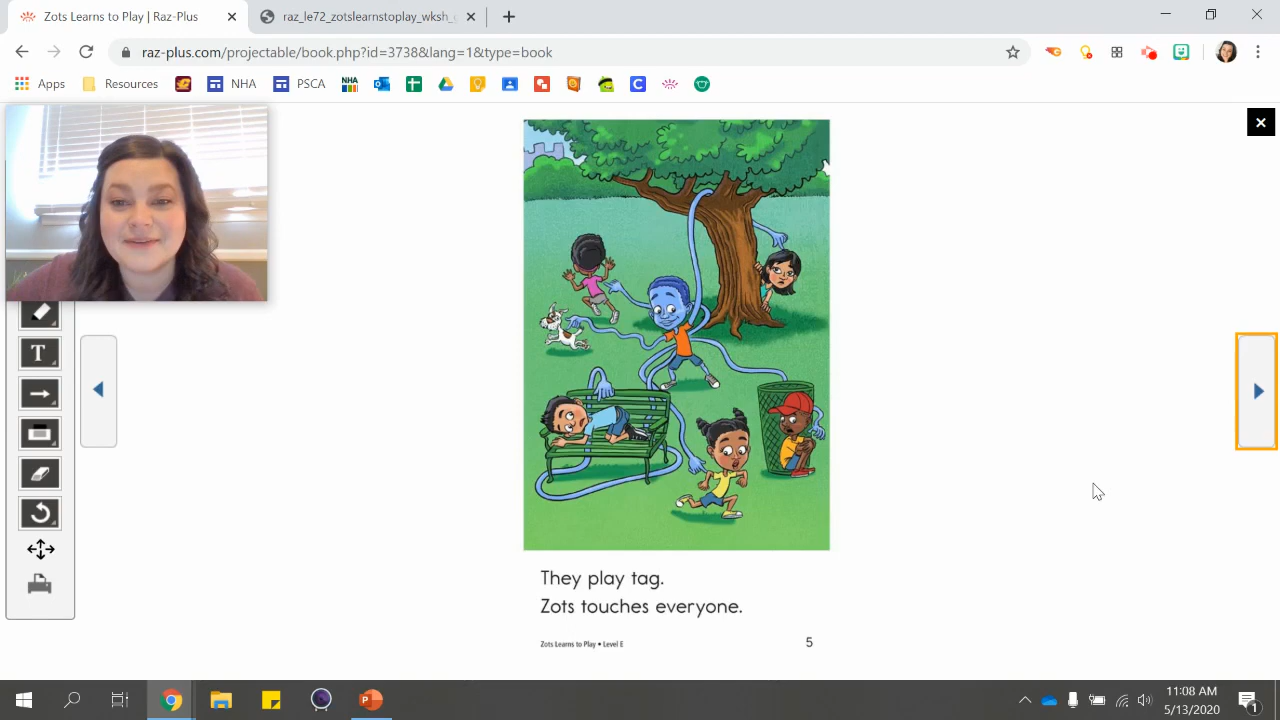 Zots Learns to Play | Raz-Plus
raz_le72_zotslearnstoplay_wksh_
raz-plus.com/projectable/book.php?id=3738&lang=1&type=book
Apps Resources NHA PSCA
NHA
T
They play tag.
Zots touches everyone.
Zots Learns to Play • Level E 5
11:08 AM
5/13/2020
1